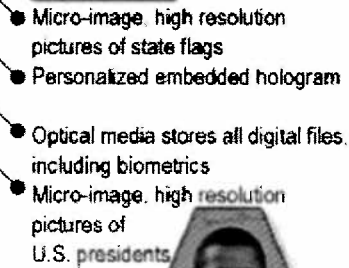 Micro-image, high resolution
pictures of state flags
Personalized embedded hologram
Optical media stores all digital files,
including biometrics
Micro-image, high resolution
pictures of
U.S. presidents